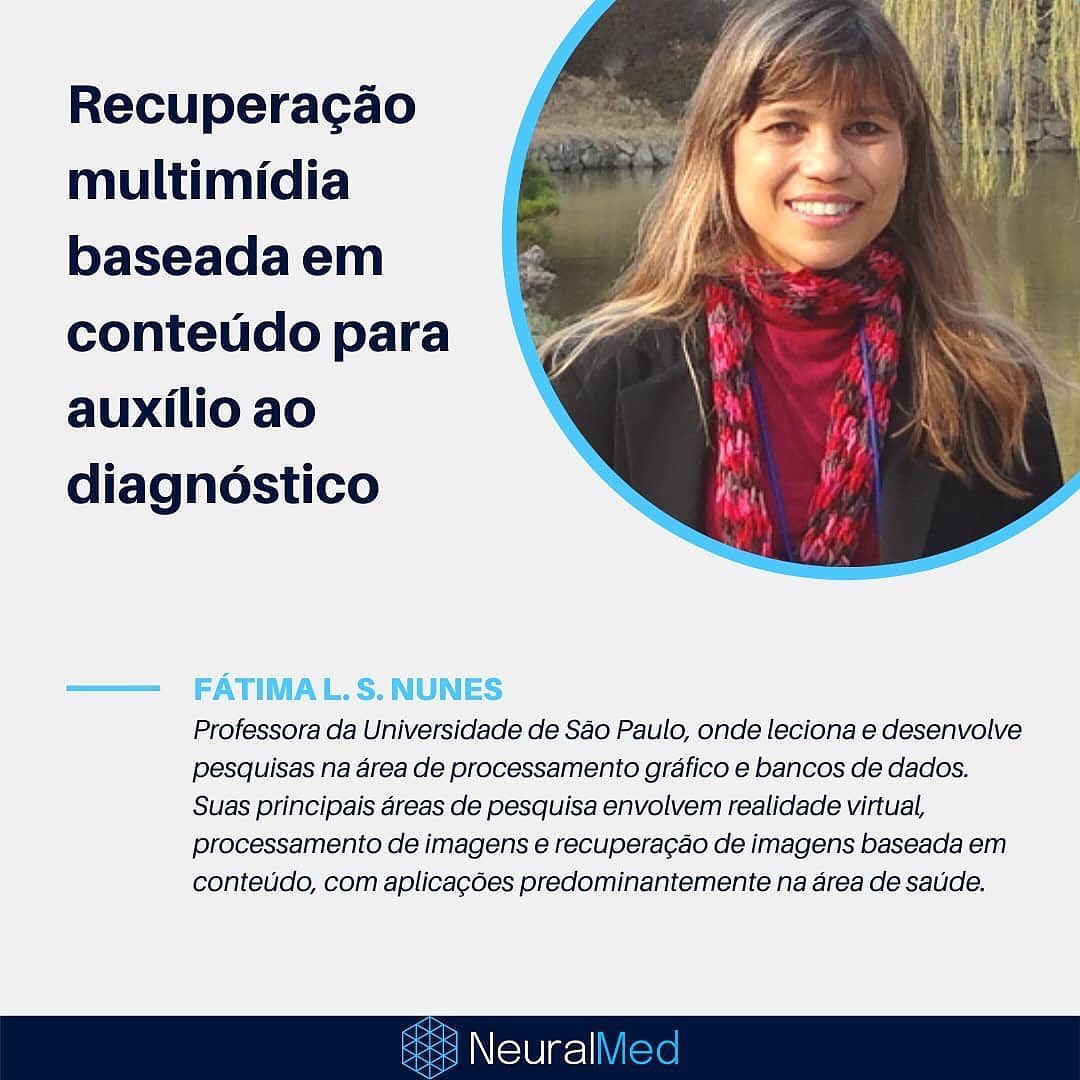 Recuperação
multimídia
baseada em
conteúdo para
auxílio ao
diagnóstico
FÁTIMA L. S. NUNES
Professora da Universidade de São Paulo, onde leciona e desenvolve
pesquisas na área de processamento gráfico e bancos de dados.
Suas principais áreas de pesquisa envolvem realidade virtual,
processamento de imagens e recuperação de imagens baseada em
conteúdo, com aplicações predominantemente na área de saúde.
NeuralMed